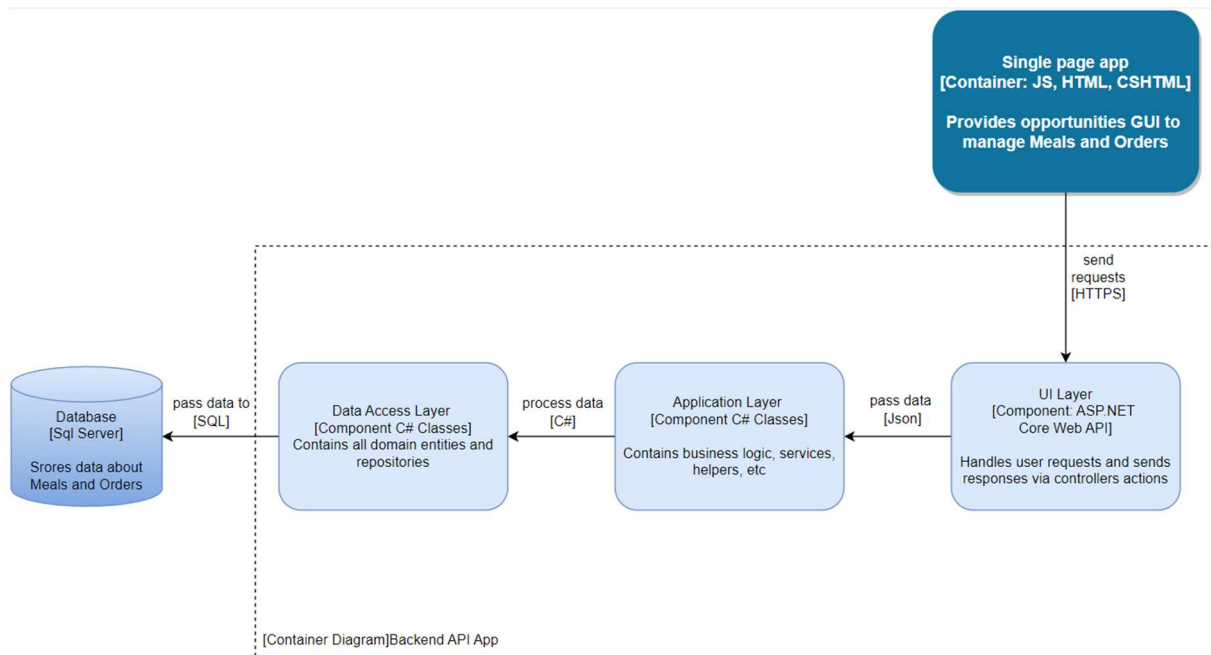 Single page app
[Container: JS, HTML, CSHTML]
Provides opportunities GUI to
manage Meals and Orders
send
requests
[HTTPS]
Database
[Sql Server]
Srores data about
Meals and Orders
pass data to
[SQL]
Data Access Layer
[Component C# Classes]
Contains all domain entities and
repositories
process data
[C#]
Application Layer
[Component C# Classes]
Contains business logic, services,
helpers, etc
pass data
[Json]
UI Layer
[Component: ASP.NET
Core Web API]
Handles user requests and sends
responses via controllers actions
[Container Diagram]Backend API App